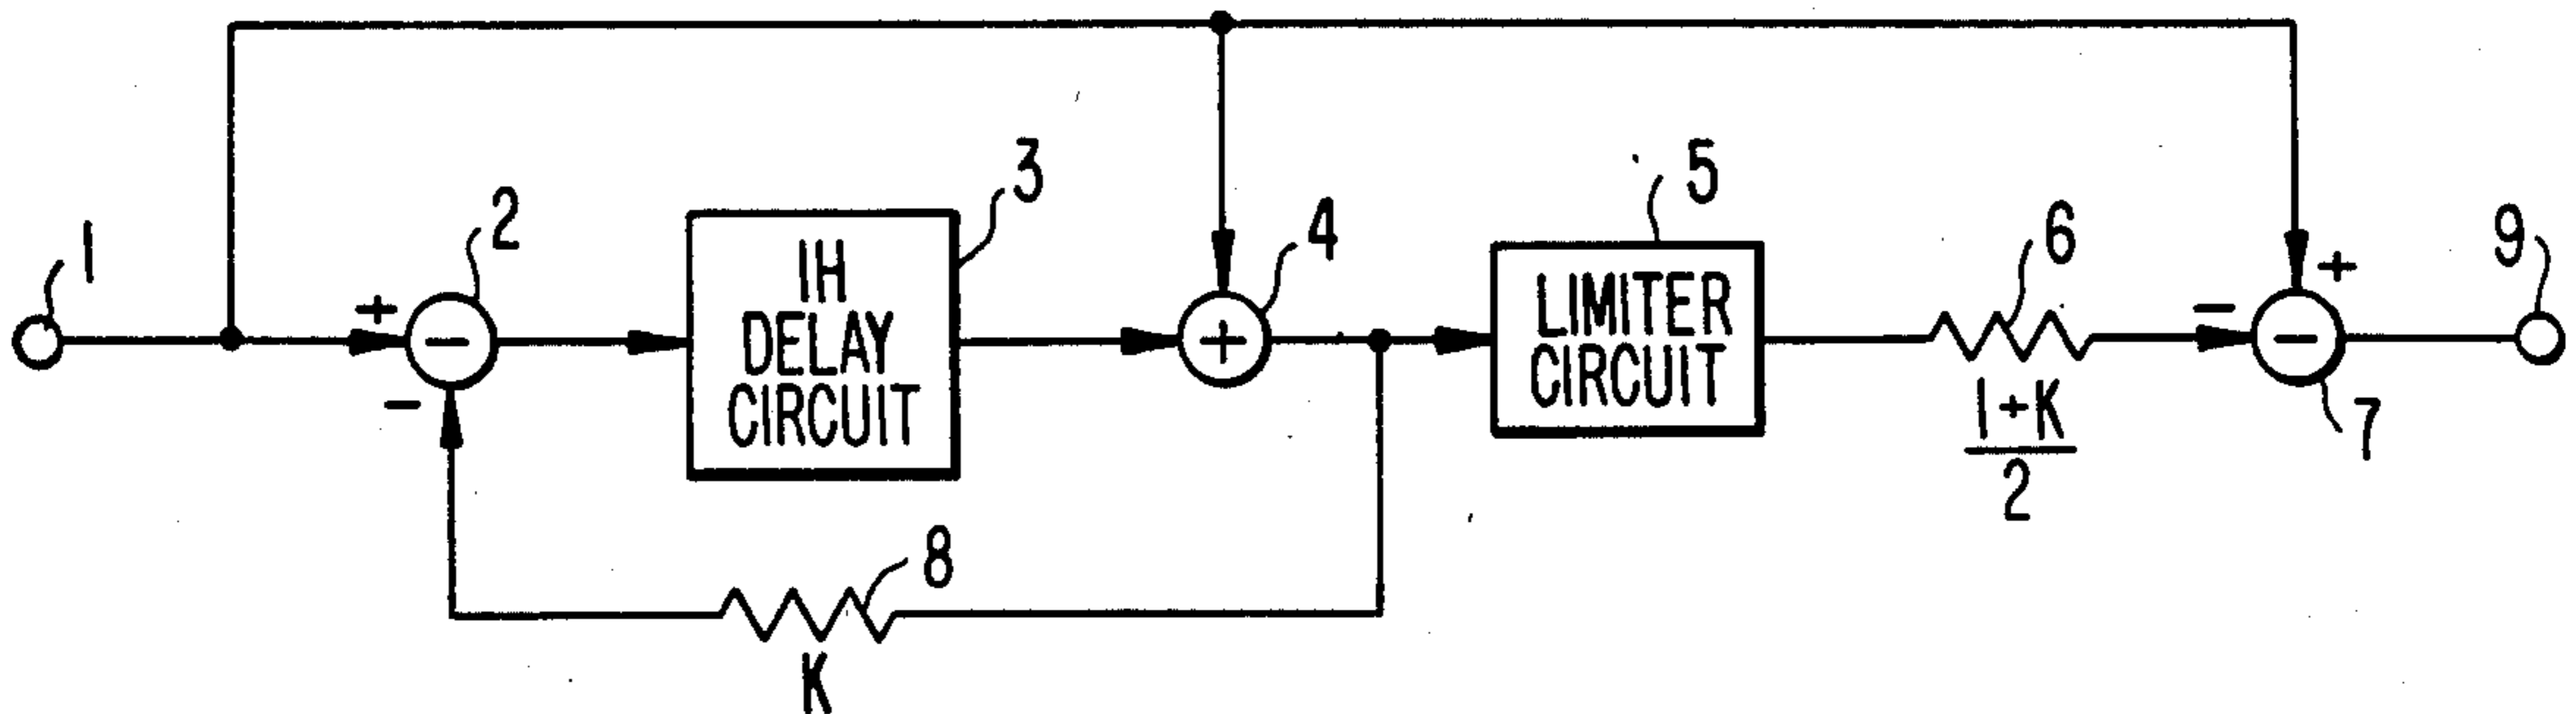 1
+
2
-
-
1H
DELAY
CIRCUIT
3
+
4
LIMITER
CIRCUIT
5
6
1+K
2
-
+
-
7
9
8
K